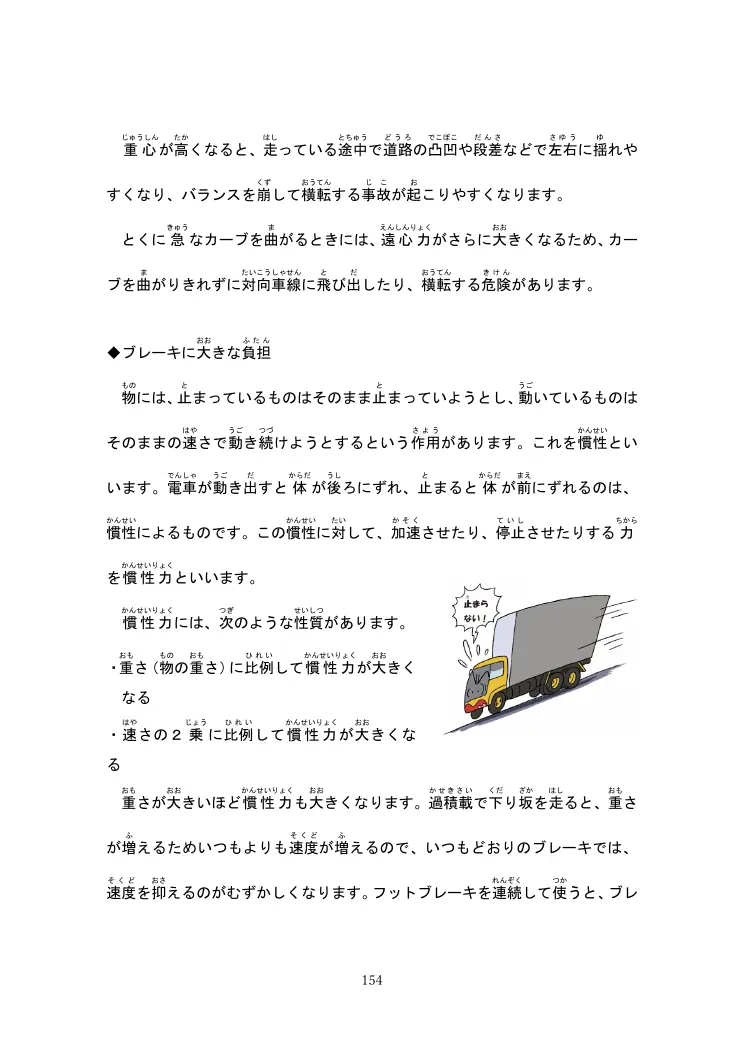 重心が高くなると、走っている途中で道路の凸凹や段差などで左右に揺れや
すくなり、バランスを崩して横転する事故が起こりやすくなります。
とくに急なカーブを曲がるときには、遠心力がさらに大きくなるため、カー
ブを曲がりきれずに対向車線に飛び出したり、横転する危険があります。
◆ブレーキに大きな負担
物には、止まっているものはそのまま止まっていようとし、動いているものは
そのままの速さで動き続けようとするという作用があります。これを慣性とい
います。電車が動き出すと体が後ろにずれ、止まると体が前にずれるのは、
慣性によるものです。この慣性に対して、加速させたり、停止させたりする力
を慣性力といいます。
慣性力には、次のような性質があります。
・重さ（物の重さ）に比例して慣性力が大きく
なる
・速さの２乗に比例して慣性力が大きくな
る
止まら
ない！
重さが大きいほど慣性力も大きくなります。過積載で下り坂を走ると、重さ
が増えるためいつもよりも速度が増えるので、いつもどおりのブレーキでは、
速度を抑えるのがむずかしくなります。フットブレーキを連続して使うと、ブレ
154